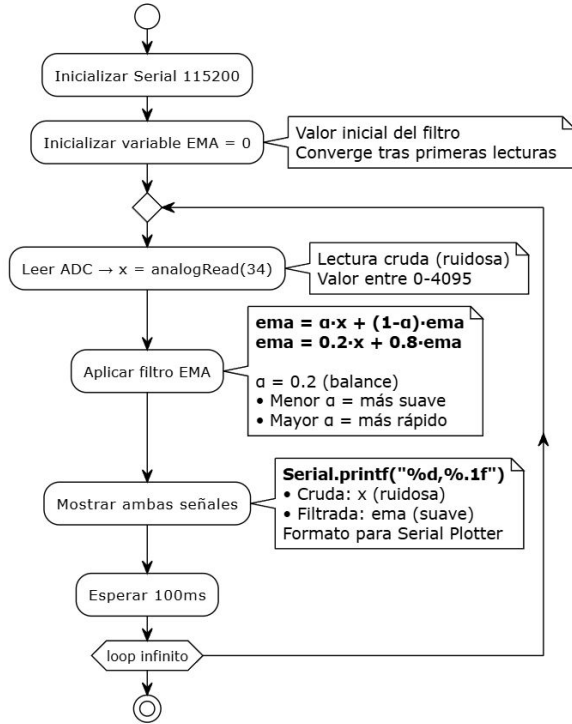 Inicializar Serial 115200
Inicializar variable EMA = 0
Valor inicial del filtro
Converge tras primeras lecturas
Leer ADC → x = analogRead(34)
Lectura cruda (ruidosa)
Valor entre 0-4095
Aplicar filtro EMA
ema = α·x + (1-α)·ema
ema = 0.2·x + 0.8·ema
α = 0.2 (balance)
• Menor α = más suave
• Mayor α = más rápido
Mostrar ambas señales
Serial.printf("%d,%.1f")
• Cruda: x (ruidosa)
• Filtrada: ema (suave)
Formato para Serial Plotter
Esperar 100ms
loop infinito